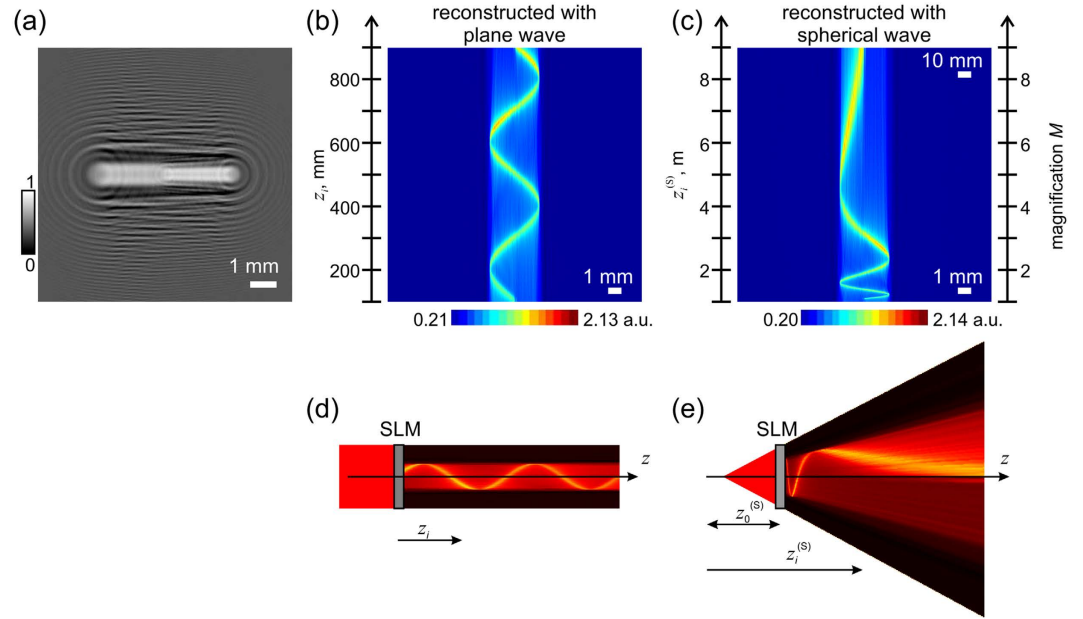 (a)
1
0
1 mm
(b)
reconstructed with
plane wave
800
600
400
200
z_i, mm
1 mm
0.21
2.13 a.u.
(c)
reconstructed with
spherical wave
8
6
4
2
z_i^(S), m
10 mm
1 mm
8
6
4
2
magnification M
0.20
2.14 a.u.
(d)
SLM
z
z_i
(e)
SLM
z
z_0^(S)
z_i^(S)